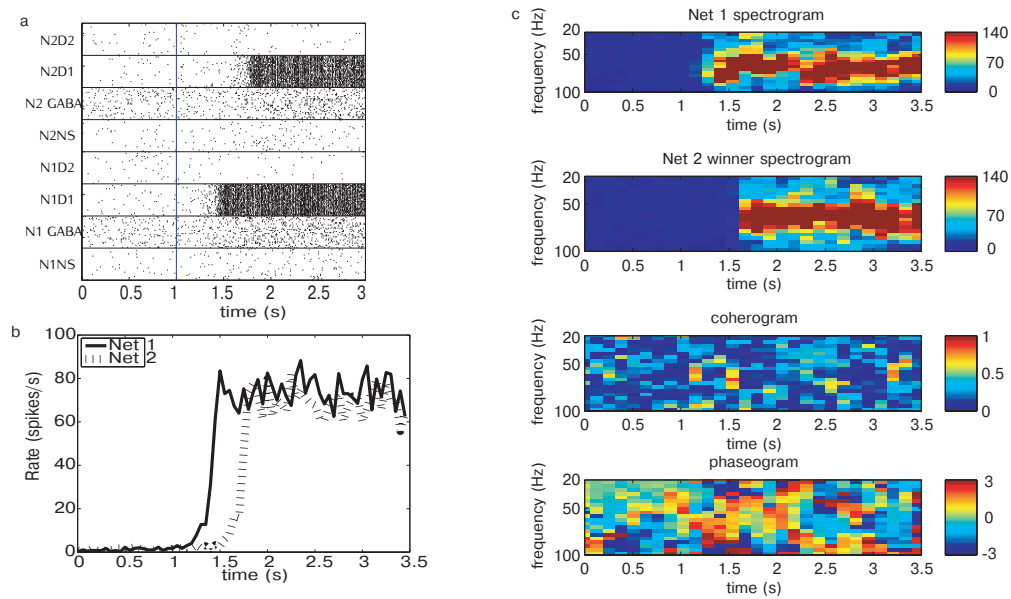 a
N2D2
N2D1
N2 GABA
N2NS
N1D2
N1D1
N1 GABA
N1NS
0 0.5 1 1.5 2 2.5 3
time (s)
b
Rate (spikes/s)
100
80
60
40
20
0
Net 1
Net 2
0 0.5 1 1.5 2 2.5 3 3.5
time (s)
c
Net 1 spectrogram
frequency (Hz)
20
50
100
0 0.5 1 1.5 2 2.5 3 3.5
time (s)
140
70
0
Net 2 winner spectrogram
frequency (Hz)
20
50
100
0 0.5 1 1.5 2 2.5 3 3.5
time (s)
140
70
0
coherogram
frequency (Hz)
20
50
100
0 0.5 1 1.5 2 2.5 3 3.5
time (s)
1
0.5
0
phaseogram
frequency (Hz)
20
50
100
0 0.5 1 1.5 2 2.5 3 3.5
time (s)
3
0
-3